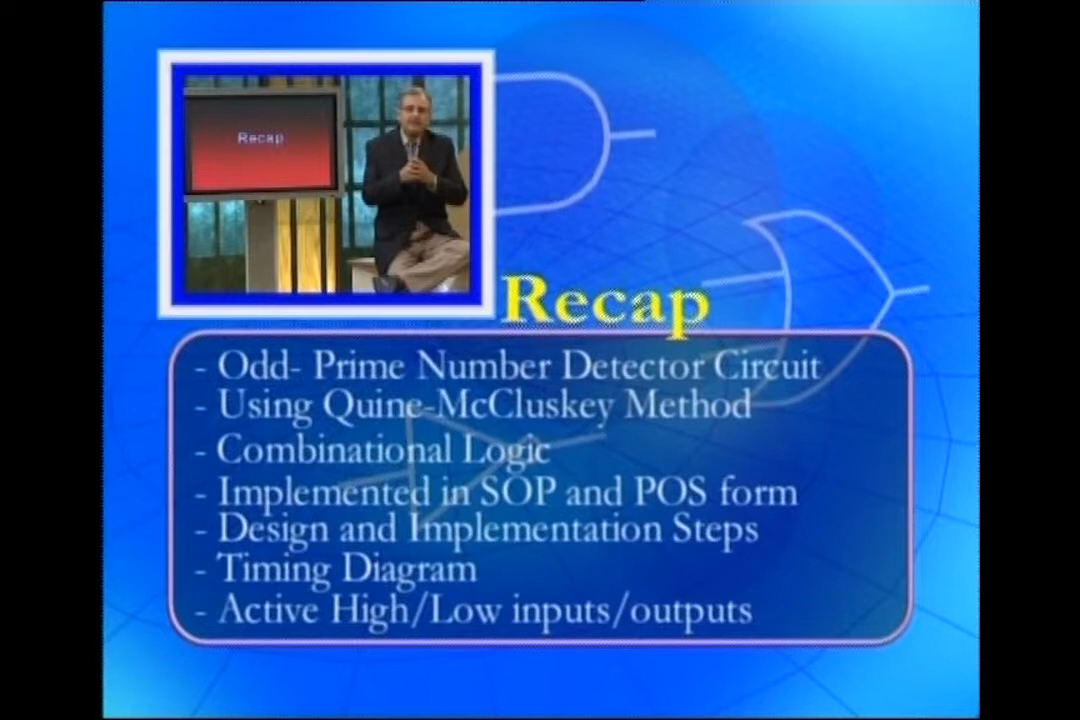 Recap
Recap
- Odd- Prime Number Detector Circuit
- Using Quine-McCluskey Method
- Combinational Logic
- Implemented in SOP and POS form
- Design and Implementation Steps
- Timing Diagram
- Active High/Low inputs/outputs